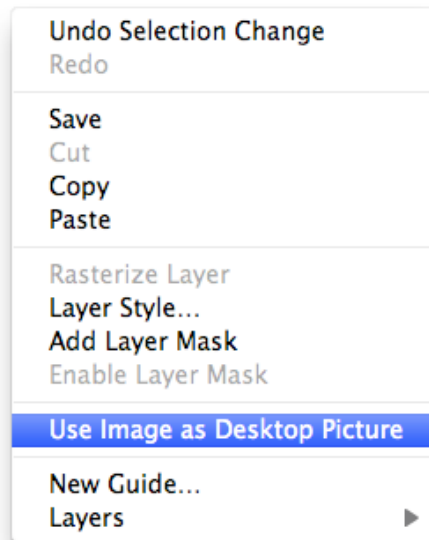 Undo Selection Change
Redo
Save
Cut
Copy
Paste
Rasterize Layer
Layer Style...
Add Layer Mask
Enable Layer Mask
Use Image as Desktop Picture
New Guide...
Layers